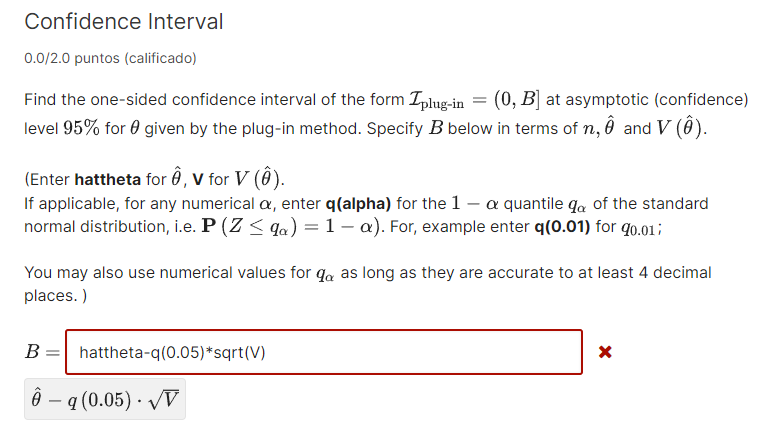 Confidence Interval
0.0/2.0 puntos (calificado)
Find the one-sided confidence interval of the form $\mathcal{I}_{\text{plug-in}} = (0, B]$ at asymptotic (confidence)
level 95% for $\theta$ given by the plug-in method. Specify $B$ below in terms of $n, \hat{\theta}$ and $V(\hat{\theta})$.
(Enter hattheta for $\hat{\theta}$, V for $V(\hat{\theta})$.
If applicable, for any numerical $\alpha$, enter q(alpha) for the $1 - \alpha$ quantile $q_{\alpha}$ of the standard
normal distribution, i.e. $\mathbf{P}(Z \leq q_{\alpha}) = 1 - \alpha$). For, example enter q(0.01) for $q_{0.01}$;
You may also use numerical values for $q_{\alpha}$ as long as they are accurate to at least 4 decimal
places. )
$B =$ hattheta-q(0.05)*sqrt(V) ✖
$\hat{\theta} - q(0.05) \cdot \sqrt{V}$